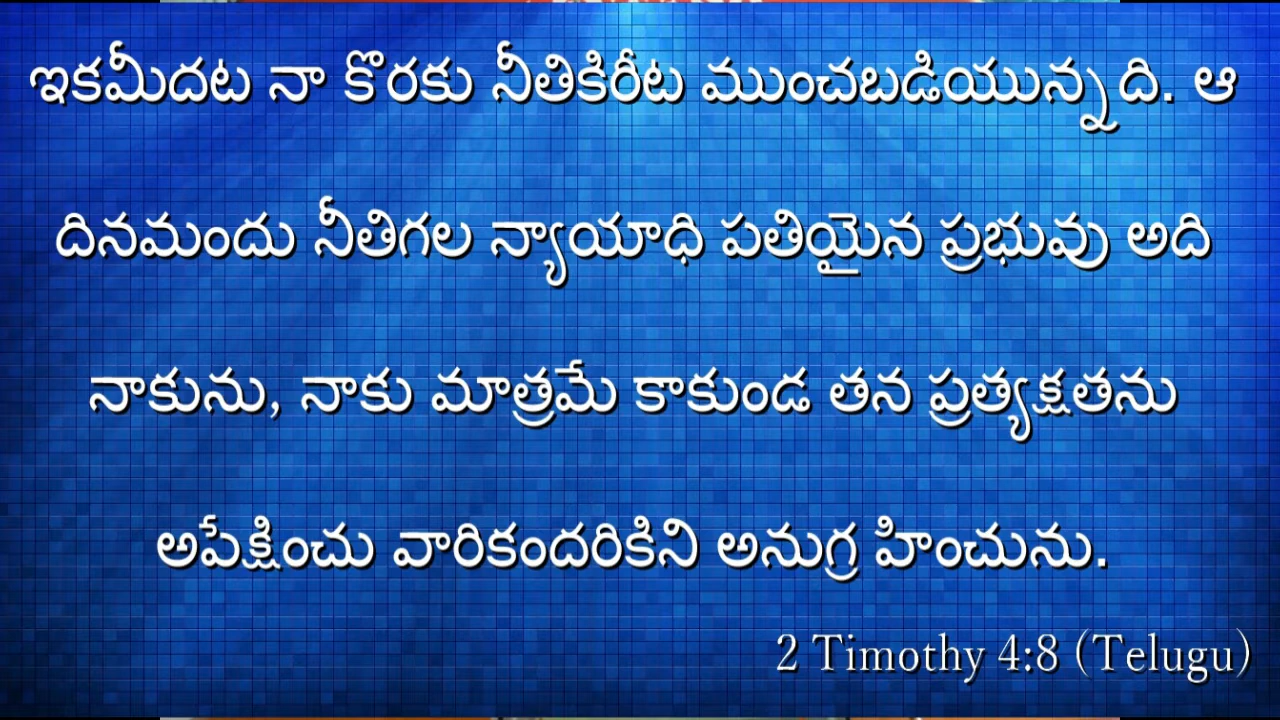 ఇకమీదట నా కొరకు నీతికిరీట ముంచబడియున్నది. ఆ
దినమందు నీతిగల న్యాయాధి పతియైన ప్రభువు అది
నాకును, నాకు మాత్రమే కాకుండ తన ప్రత్యక్షతను
అపేక్షించు వారికందరికిని అనుగ్ర హించును.
2 Timothy 4:8 (Telugu)